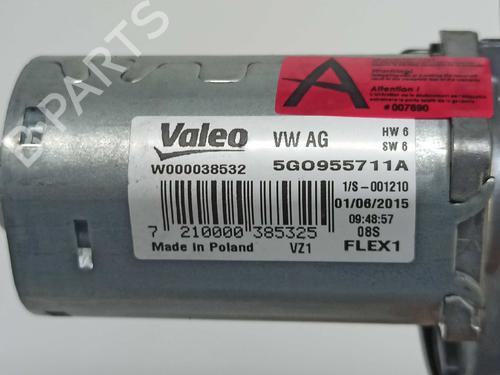 B-PARTS
Warning!
Attention !
# 007690
A
Valeo VW AG HW 6
SW 6
W000038532 5G0955711A
1/S-001210
01/06/2015
09:48:57
7 210000 385325 08S
Made in Poland VZ1 FLEX1